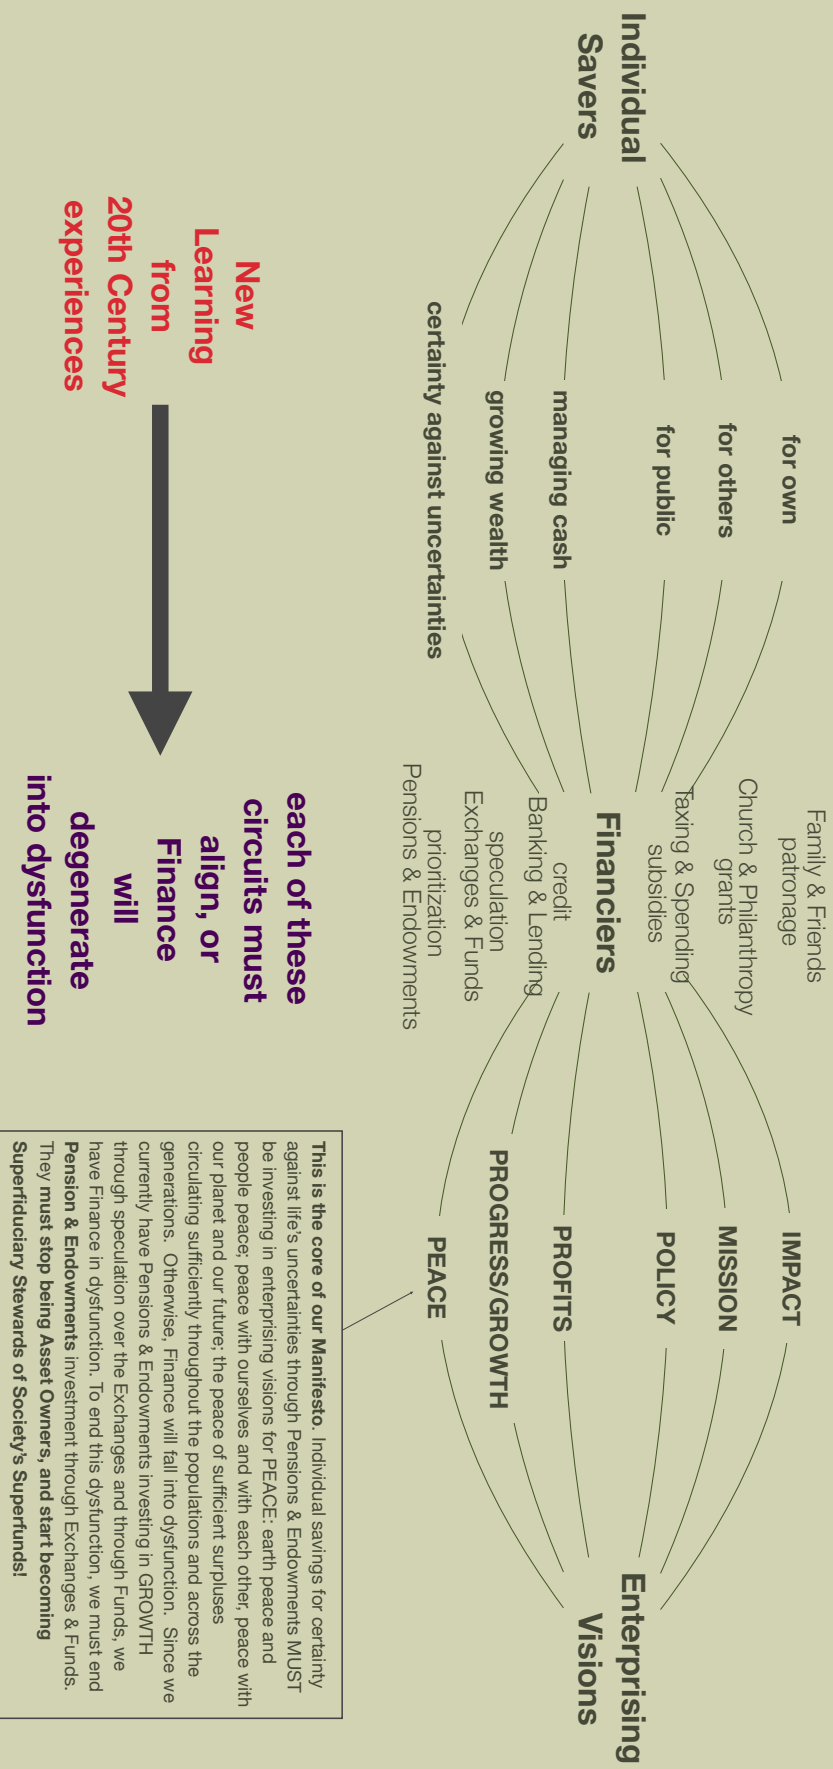 Individual
Savers
for own
for others
for public
managing cash
growing wealth
certainty against uncertainties
Family & Friends
patronage
Church & Philanthropy
grants
Taxing & Spending
subsidies
Financiers
credit
Banking & Lending
speculation
Exchanges & Funds
prioritization
Pensions & Endowments
IMPACT
MISSION
POLICY
PROFITS
PROGRESS/GROWTH
PEACE
Enterprising
Visions
New
Learning
from
20th Century
experiences
each of these
circuits must
align, or
Finance
will
degenerate
into dysfunction
This is the core of our Manifesto. Individual savings for certainty
against life's uncertainties through Pensions & Endowments MUST
be investing in enterprising visions for PEACE: earth peace and
people peace; peace with ourselves and with each other, peace with
our planet and our future; the peace of sufficient surpluses
circulating sufficiently throughout the populations and across the
generations. Otherwise, Finance will fall into dysfunction. Since we
currently have Pensions & Endowments investing in GROWTH
through speculation over the Exchanges and through Funds, we
have Finance in dysfunction. To end this dysfunction, we must end
Pension & Endowments investment through Exchanges & Funds.
They must stop being Asset Owners, and start becoming
Superfiduciary Stewards of Society's Superfunds!